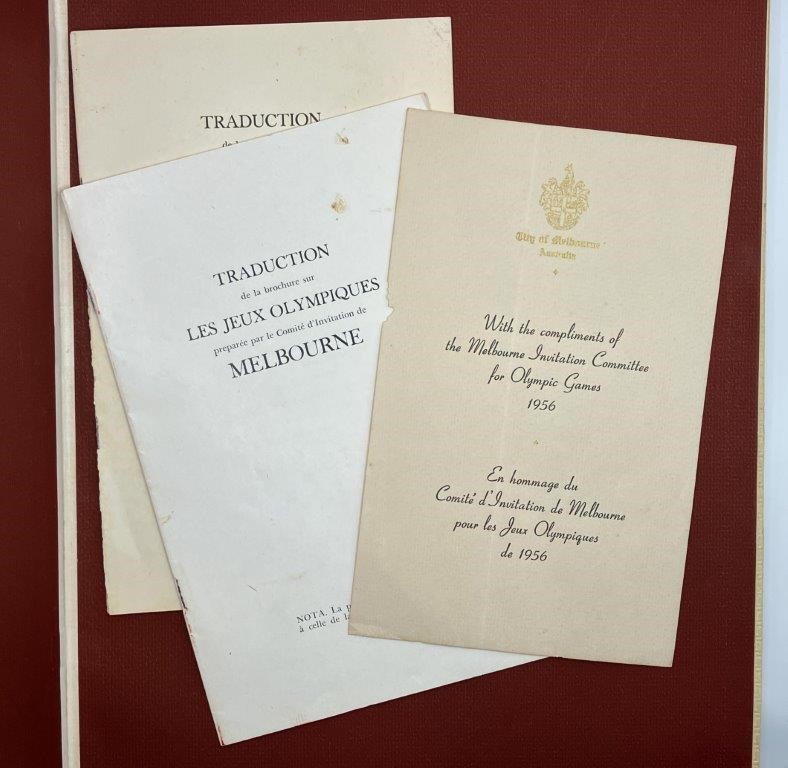 TRADUCTION
TRADUCTION
de la brochure sur
LES JEUX OLYMPIQUES
preparée par le Comité d'Invitation de
MELBOURNE
NOTA. La
à celle de la
City of Melbourne
Australia
With the compliments of
the Melbourne Invitation Committee
for Olympic Games
1956
En hommage du
Comité d'Invitation de Melbourne
pour les Jeux Olympiques
de 1956